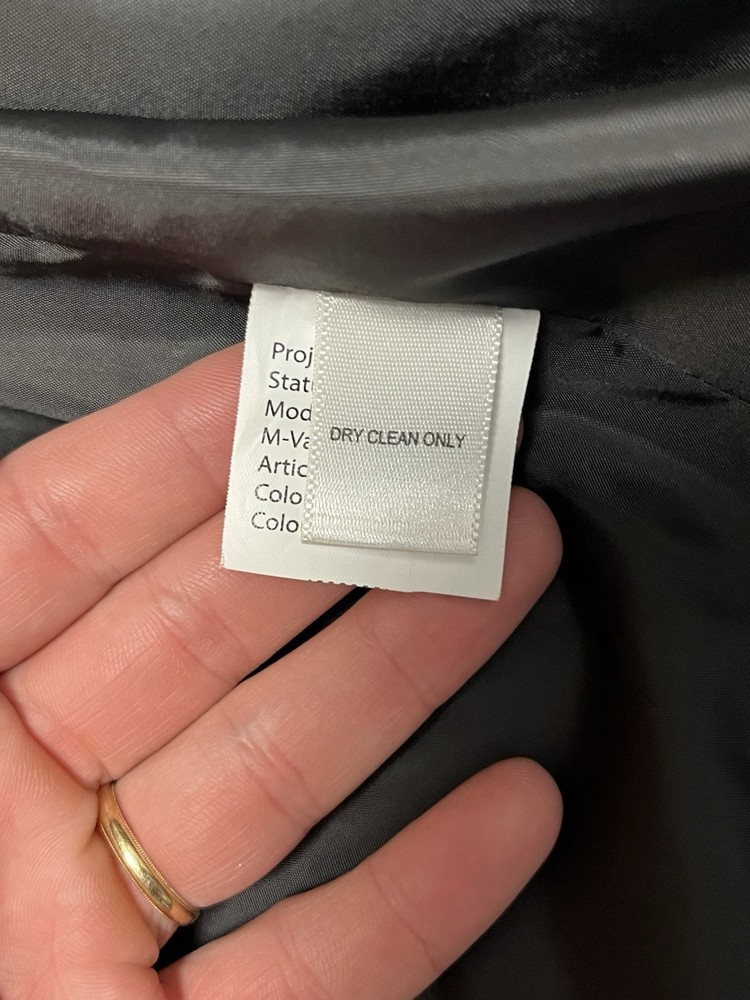 Proj
Stat
Mod
M-Va
Artic
Colo
Colo
DRY CLEAN ONLY